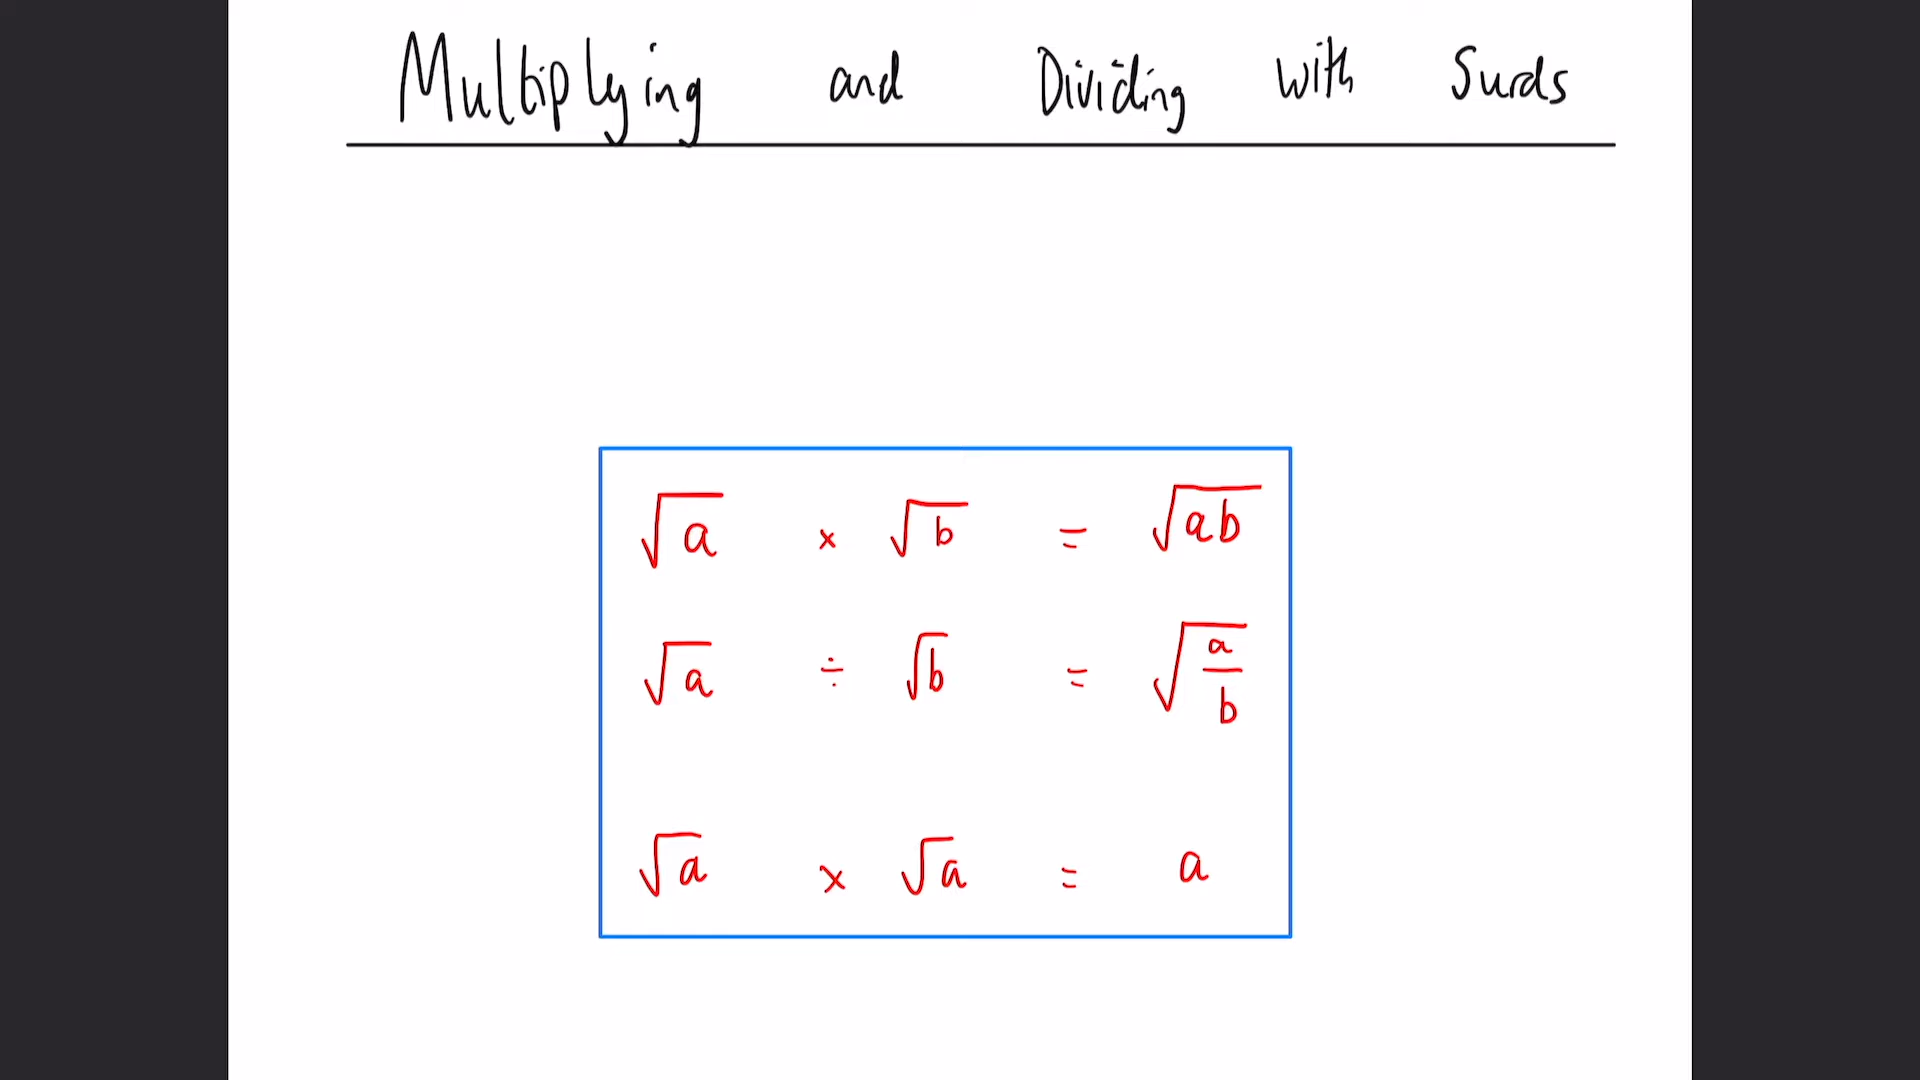 Multiplying and Dividing with Surds
√a × √b = √ab
√a ÷ √b = √a/b
√a × √a = a